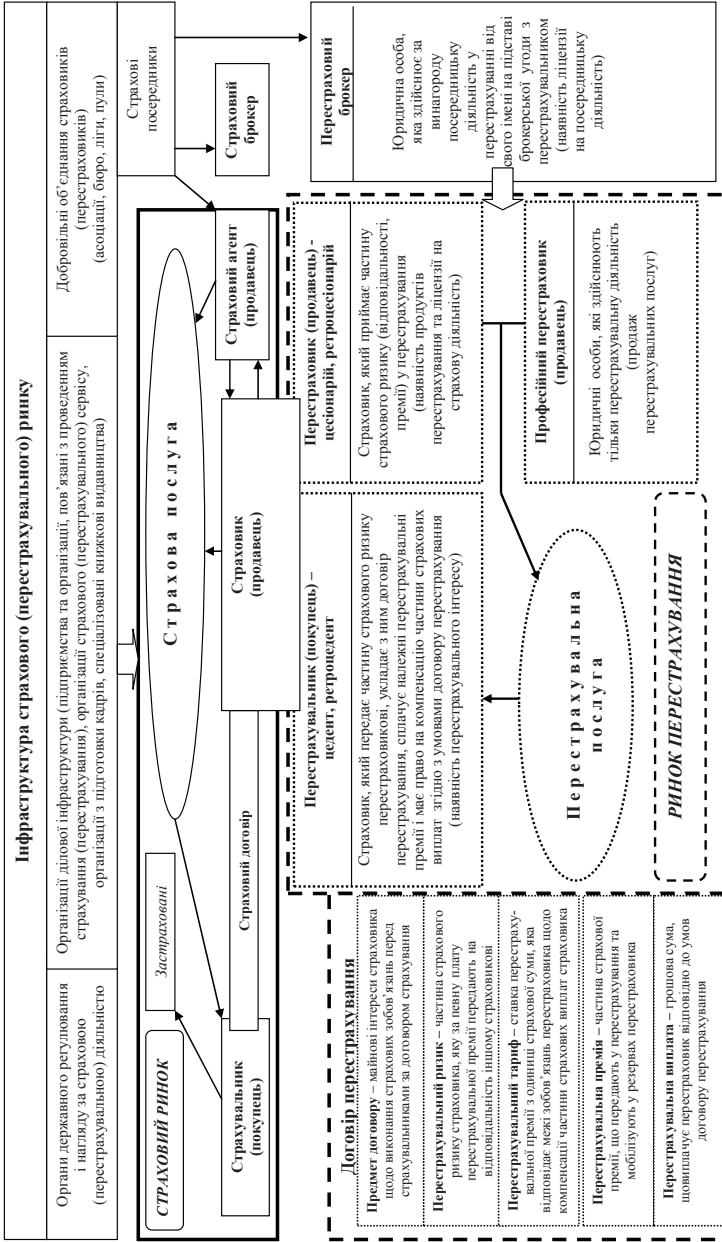 Інфраструктура страхового (перестрахувального) ринку
Органи державного регулювання
і нагляду за страховою
(перестрахувальною) діяльністю
Організації ділової інфраструктури (підприємства та організації, пов’язані з проведенням
страхування (перестрахування), організації страхового (перестрахувального) сервісу,
організації з підготовки кадрів, спеціалізовані книжкові видавництва)
Добровільні об’єднання страховиків
(перестраховиків)
(асоціації, бюро, ліги, пули)
СТРАХОВИЙ РИНОК
Застраховані
Страхова послуга
Страхові
посередники
Страхувальник
(покупець)
Страховий договір
Страховик
(продавець)
Страховий агент
(продавець)
Страховий
брокер
Договір перестрахування
Предмет договору – майнові інтереси страховика
щодо виконання страхових зобов’язань перед
страхувальниками за договором страхування
Перестрахувальний ризик – частина страхового
ризику страховика, яку за певну плату
перестрахувальної премії передають на
відповідальність іншому страховикові
Перестрахувальний тариф – ставка перестраху-
вальної премії з одиниці страхової суми, яка
відповідає межі зобов’язань перестраховика щодо
компенсації частини страхових виплат страховика
Перестрахувальна премія – частина страхової
премії, що передають у перестрахування та
мобілізують у резервах перестраховика
Перестрахувальна виплата – грошова сума,
щовиплачує перестраховик відповідно до умов
договору перестрахування
Перестрахувальник (покупець) –
цедент, ретроцедент
Страховик, який передає частину страхового ризику
перестраховикові, укладає з ним договір
перестрахування, сплачує належні перестрахувальні
премії і має право на компенсацію частини страхових
виплат згідно з умовами договору перестрахування
(наявність перестрахувального інтересу)
Перестраховик (продавець) -
цесіонарій, ретроцесіонарій
Страховик, який приймає частину
страхового ризику (відповідальності,
премії) у перестрахування
(наявність продуктів
перестрахування та ліцензії на
страхову діяльність)
Перестраховий
брокер
Юридична особа,
яка здійснює за
винагороду
посередницьку
діяльність у
перестрахуванні від
свого імені на підставі
брокерської угоди з
перестрахувальником
(наявність ліцензії
на посередницьку
діяльність)
Перестрахувальна
послуга
Професійний перестраховик
(продавець)
Юридичні особи, які здійснюють
тільки перестрахувальну діяльність
(продаж
перестрахувальних послуг)
РИНОК ПЕРЕСТРАХУВАННЯ